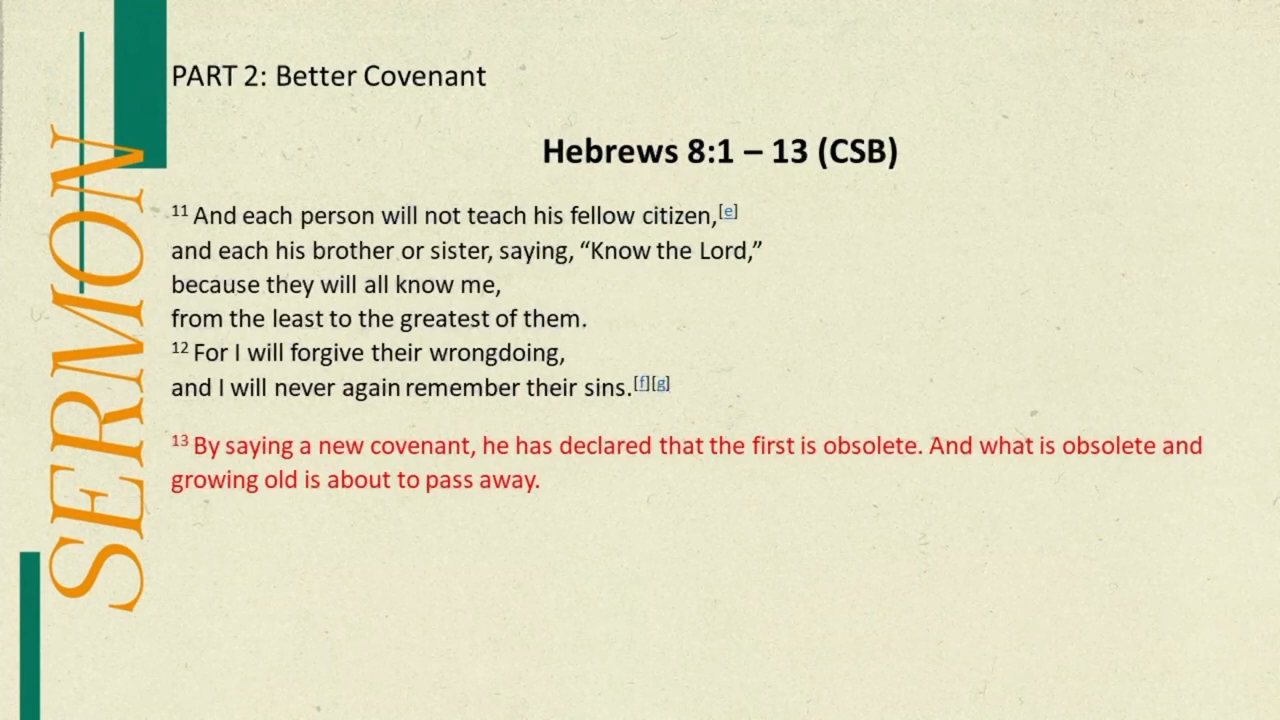 SERMON
PART 2: Better Covenant
Hebrews 8:1 – 13 (CSB)
11 And each person will not teach his fellow citizen,[e]
and each his brother or sister, saying, “Know the Lord,”
because they will all know me,
from the least to the greatest of them.
12 For I will forgive their wrongdoing,
and I will never again remember their sins.[f][g]
13 By saying a new covenant, he has declared that the first is obsolete. And what is obsolete and
growing old is about to pass away.